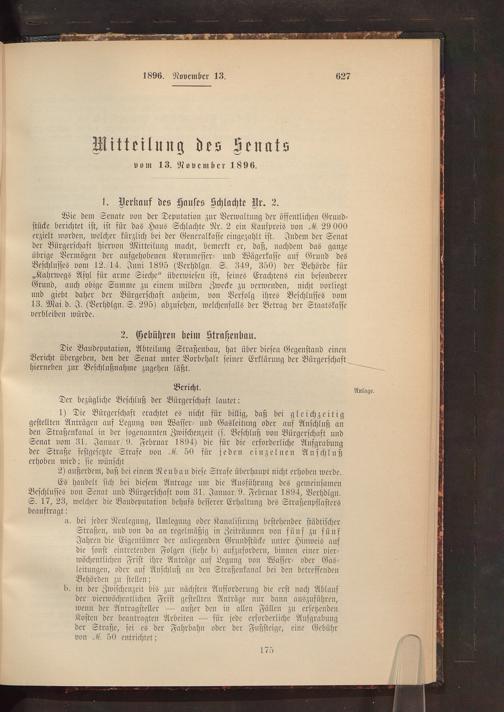 1896. November 13.
627
Mitteilung des Senats
vom 13. November 1896.
1. Verkauf des Hauses Schlachte Nr. 2.
Wie dem Senate von der Deputation zur Verwaltung der öffentlichen Grund-
stücke berichtet ist, ist für das Haus Schlachte Nr. 2 ein Kaufpreis von ℳ 29 000
erzielt worden, welcher kürzlich bei der Generalkasse eingezahlt ist. Indem der Senat
der Bürgerschaft hiervon Mitteilung macht, bemerkt er, daß, nachdem das ganze
übrige Vermögen der aufgehobenen Kornmesser- und Wägerkasse auf Grund des
Beschlusses vom 12./14. Juni 1895 (Verhdlgn. S. 349, 350) der Behörde für
„Kahrwegs Asyl für arme Sieche“ überwiesen ist, seines Erachtens ein besonderer
Grund, auch obige Summe zu einem milden Zwecke zu verwenden, nicht vorliegt
und giebt daher der Bürgerschaft anheim, von Verfolg ihres Beschlusses vom
13. Mai d. J. (Verhdlgn. S. 295) abzusehen, welchenfalls der Betrag der Staatskasse
verbleiben würde.
2. Gebühren beim Straßenbau.
Die Baudeputation, Abteilung Straßenbau, hat über diesen Gegenstand einen
Bericht übergeben, den der Senat unter Vorbehalt seiner Erklärung der Bürgerschaft
hierneben zur Beschlußnahme zugehen läßt.
Anlage.
Bericht.
Der bezügliche Beschluß der Bürgerschaft lautet:
1) Die Bürgerschaft erachtet es nicht für billig, daß bei gleichzeitig
gestellten Anträgen auf Legung von Wasser- und Gasleitung oder auf Anschluß an
den Straßenkanal in der sogenannten Zwischenzeit (s. Beschluß von Bürgerschaft und
Senat vom 31. Januar/9. Februar 1894) die für die erforderliche Aufgrabung
der Straße festgesetzte Strafe von ℳ 50 für jeden einzelnen Anschluß
erhoben wird; sie wünscht
2) außerdem, daß bei einem Neubau diese Strafe überhaupt nicht erhoben werde.
Es handelt sich bei diesem Antrage um die Ausführung des gemeinsamen
Beschlusses von Senat und Bürgerschaft vom 31. Januar 9. Februar 1894, Verhdlgn.
S. 17, 23, welcher die Baudeputation behufs besserer Erhaltung des Straßenpflasters
beauftragt:
a. bei jeder Neulegung, Umlegung oder Kanalisirung bestehender städtischer
Straßen, und von da an regelmäßig in Zeiträumen von fünf zu fünf
Jahren die Eigentümer der anliegenden Grundstücke unter Hinweis auf
die sonst eintretenden Folgen (siehe b) aufzufordern, binnen einer vier-
wöchentlichen Frist ihre Anträge auf Legung von Wasser- oder Gas-
leitungen, oder auf Anschluß an den Straßenkanal bei den betreffenden
Behörden zu stellen;
b. in der Zwischenzeit bis zur nächsten Aufforderung die erst nach Ablauf
der vierwöchentlichen Frist gestellten Anträge nur dann auszuführen,
wenn der Antragsteller — außer den in allen Fällen zu ersetzenden
Kosten der beantragten Arbeiten — für jede erforderliche Aufgrabung
der Straße, sei es der Fahrbahn oder der Fußsteige, eine Gebühr
von ℳ 50 entrichtet;
175